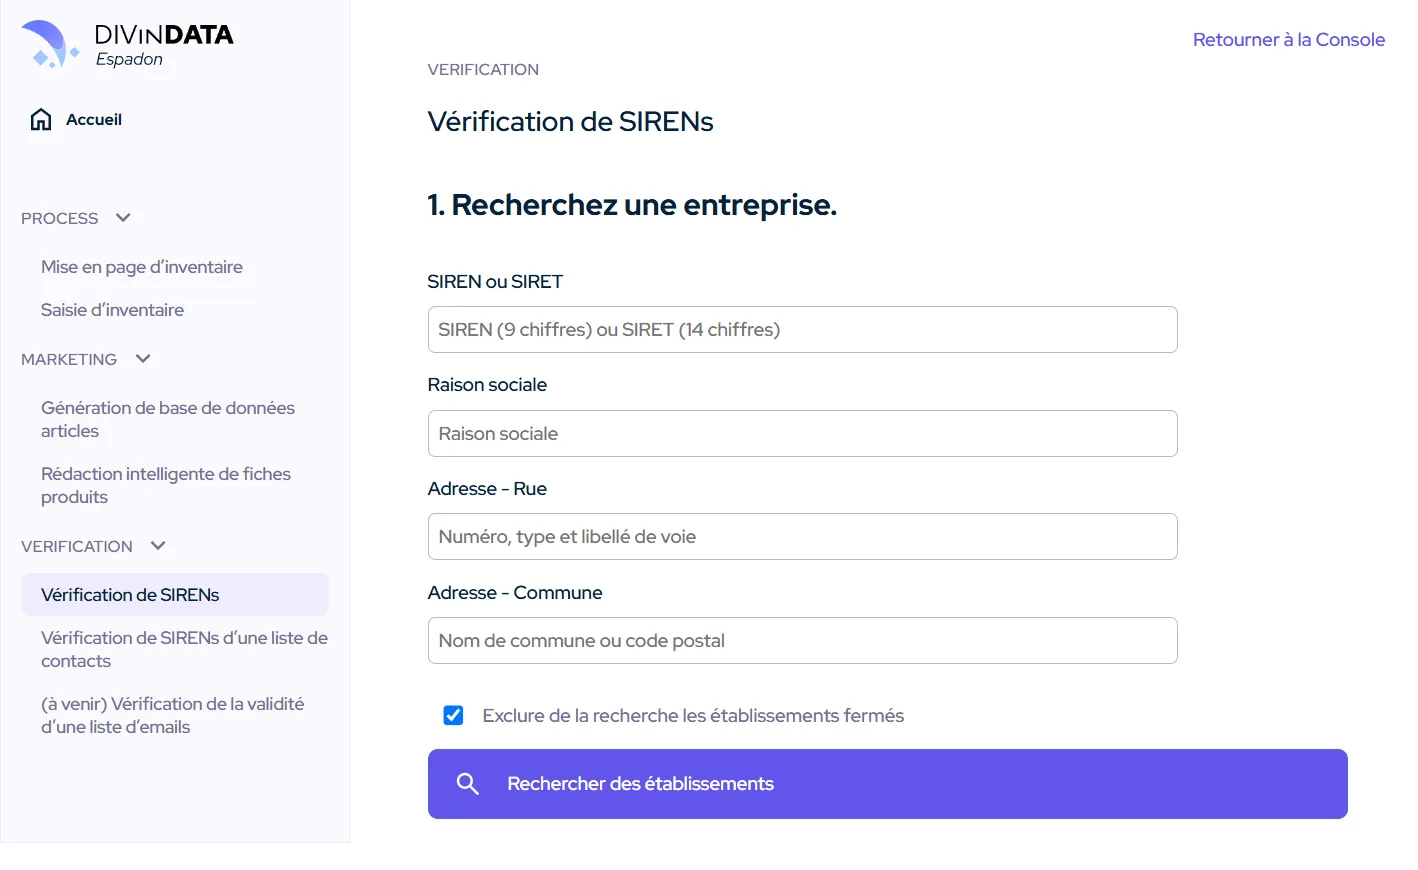 DIVinDATA
Espadon
Accueil
PROCESS
Mise en page d’inventaire
Saisie d’inventaire
MARKETING
Génération de base de données
articles
Rédaction intelligente de fiches
produits
VERIFICATION
Vérification de SIRENs
Vérification de SIRENs d’une liste de
contacts
(à venir) Vérification de la validité
d’une liste d’emails
Retourner à la Console
VERIFICATION
Vérification de SIRENs
1. Recherchez une entreprise.
SIREN ou SIRET
SIREN (9 chiffres) ou SIRET (14 chiffres)
Raison sociale
Raison sociale
Adresse - Rue
Numéro, type et libellé de voie
Adresse - Commune
Nom de commune ou code postal
Exclure de la recherche les établissements fermés
Rechercher des établissements